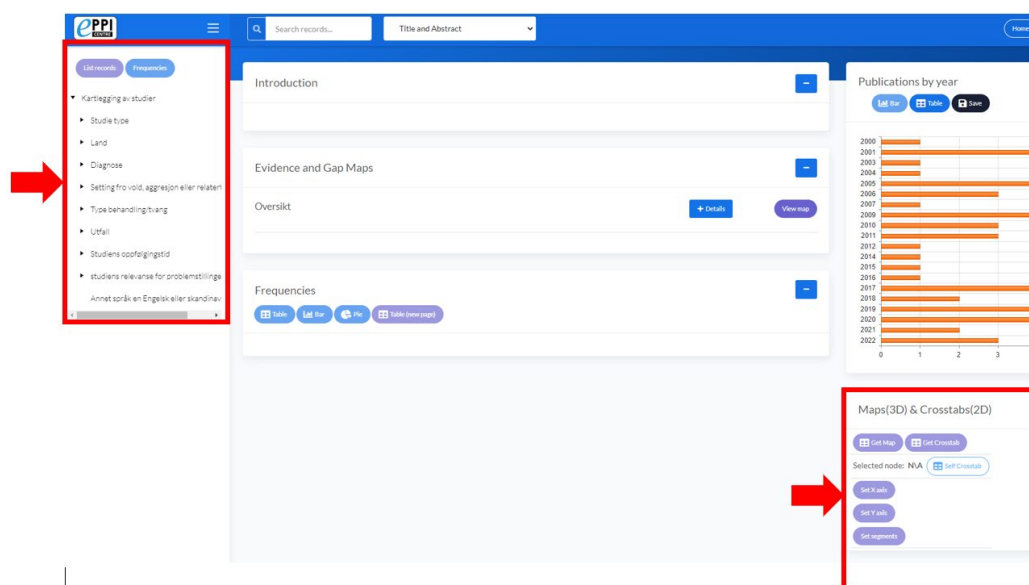 EPPI
CENTRE
Search records...
Title and Abstract
Home
List records
Frequencies
Kartlegging av studier
Studie type
Land
Diagnose
Setting fro vold, aggresjon eller relatert
Type behandling/tvang
Utfall
Studiens oppfølgingstid
studiens relevanse for problemstillinge
Annet språk en Engelsk eller skandinav
Introduction
Evidence and Gap Maps
Oversikt
+ Details
View map
Frequencies
Table
Bar
Pie
Table (new page)
Publications by year
Bar
Table
Save
2000
2001
2003
2004
2005
2006
2007
2009
2010
2011
2012
2014
2015
2016
2017
2018
2019
2020
2021
2022
0 1 2 3
Maps(3D) & Crosstabs(2D)
Get Map
Get Crosstab
Selected node: N\A
Self Crosstab
Set X axis
Set Y axis
Set segments